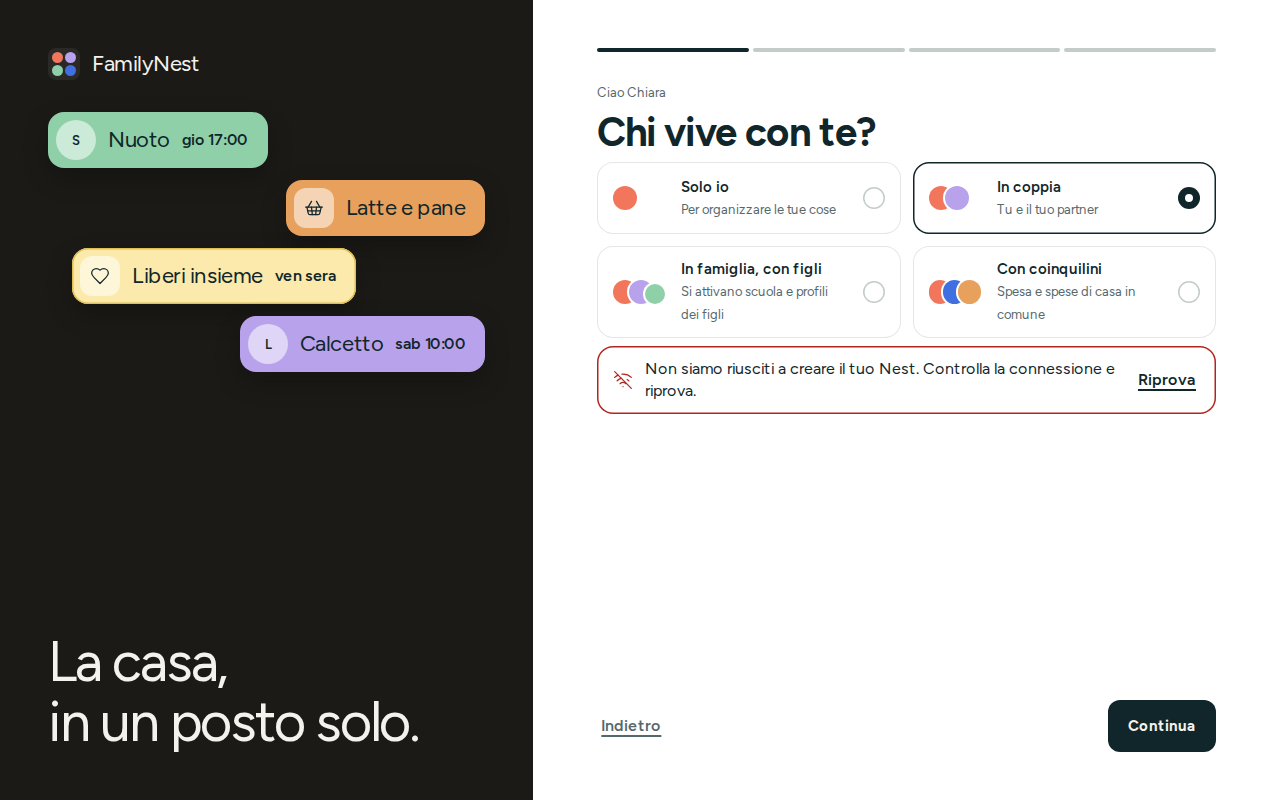 FamilyNest
S Nuoto gio 17:00
Latte e pane
Liberi insieme ven sera
L Calcetto sab 10:00
La casa,
in un posto solo.
Ciao Chiara
Chi vive con te?
Solo io
Per organizzare le tue cose
In coppia
Tu e il tuo partner
In famiglia, con figli
Si attivano scuola e profili
dei figli
Con coinquilini
Spesa e spese di casa in
comune
Non siamo riusciti a creare il tuo Nest. Controlla la connessione e
riprova.
Riprova
Indietro
Continua